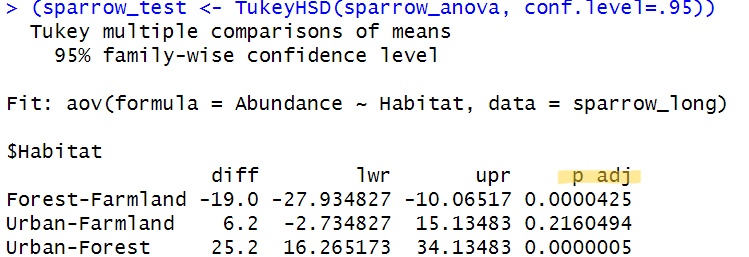 > (sparrow_test <- TukeyHSD(sparrow_anova, conf.level=.95))
Tukey multiple comparisons of means
95% family-wise confidence level
Fit: aov(formula = Abundance ~ Habitat, data = sparrow_long)
$Habitat
diff lwr upr p adj
Forest-Farmland -19.0 -27.934827 -10.06517 0.0000425
Urban-Farmland 6.2 -2.734827 15.13483 0.2160494
Urban-Forest 25.2 16.265173 34.13483 0.0000005